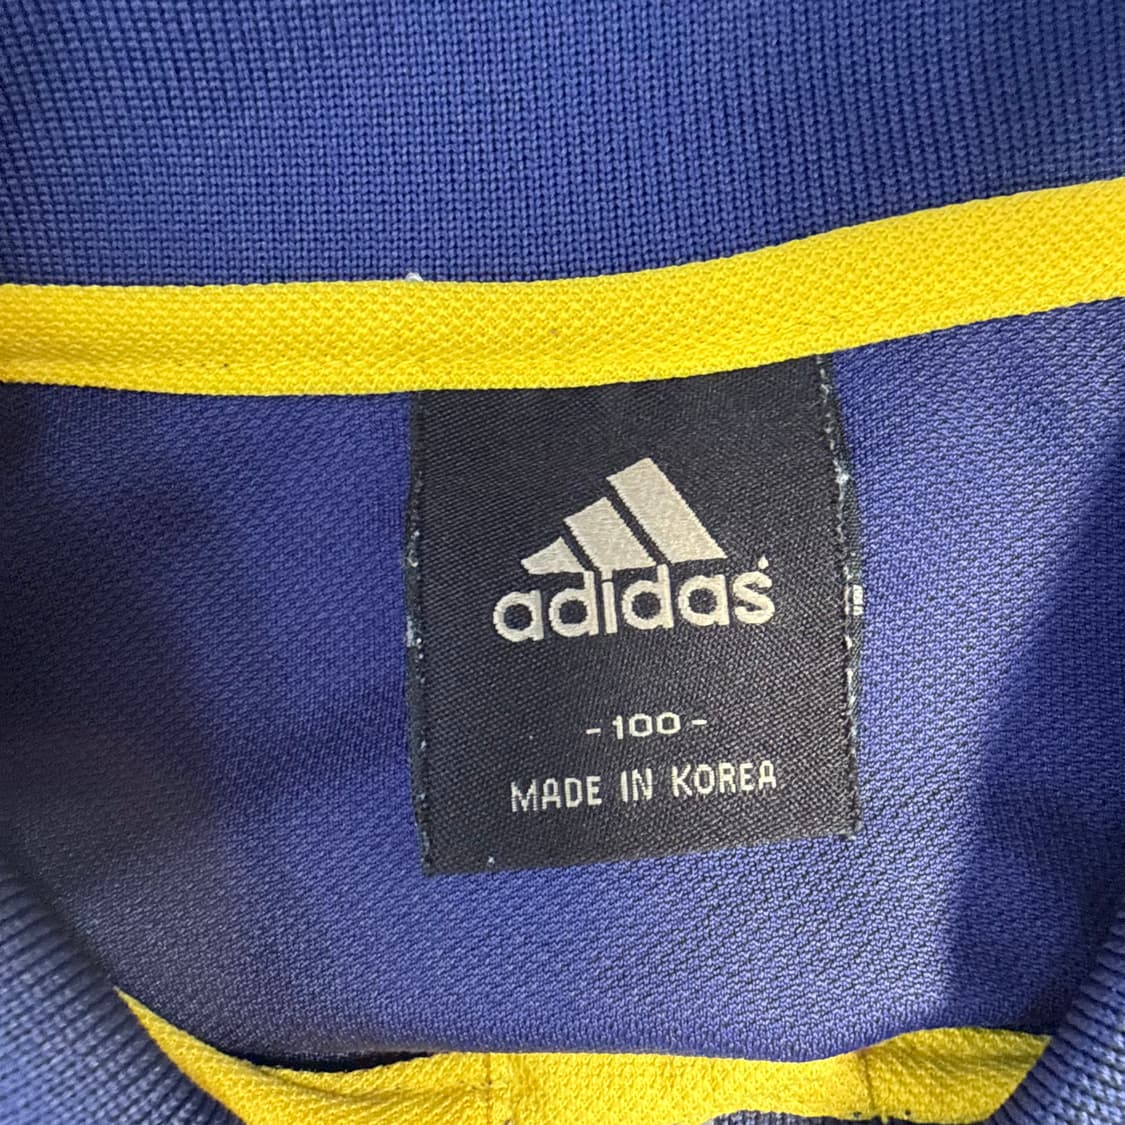 adidas
- 100 -
MADE IN KOREA